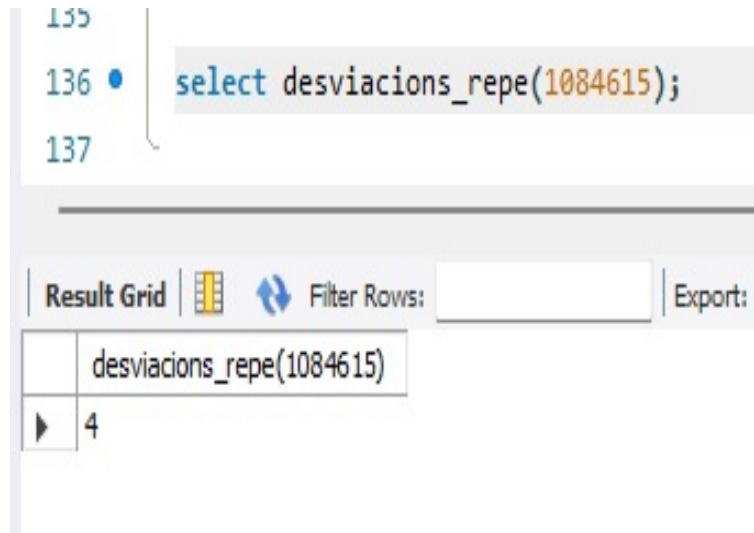 135
136 select desviacions_repe(1084615);
137
Result Grid Filter Rows: Export:
desviacions_repe(1084615)
4